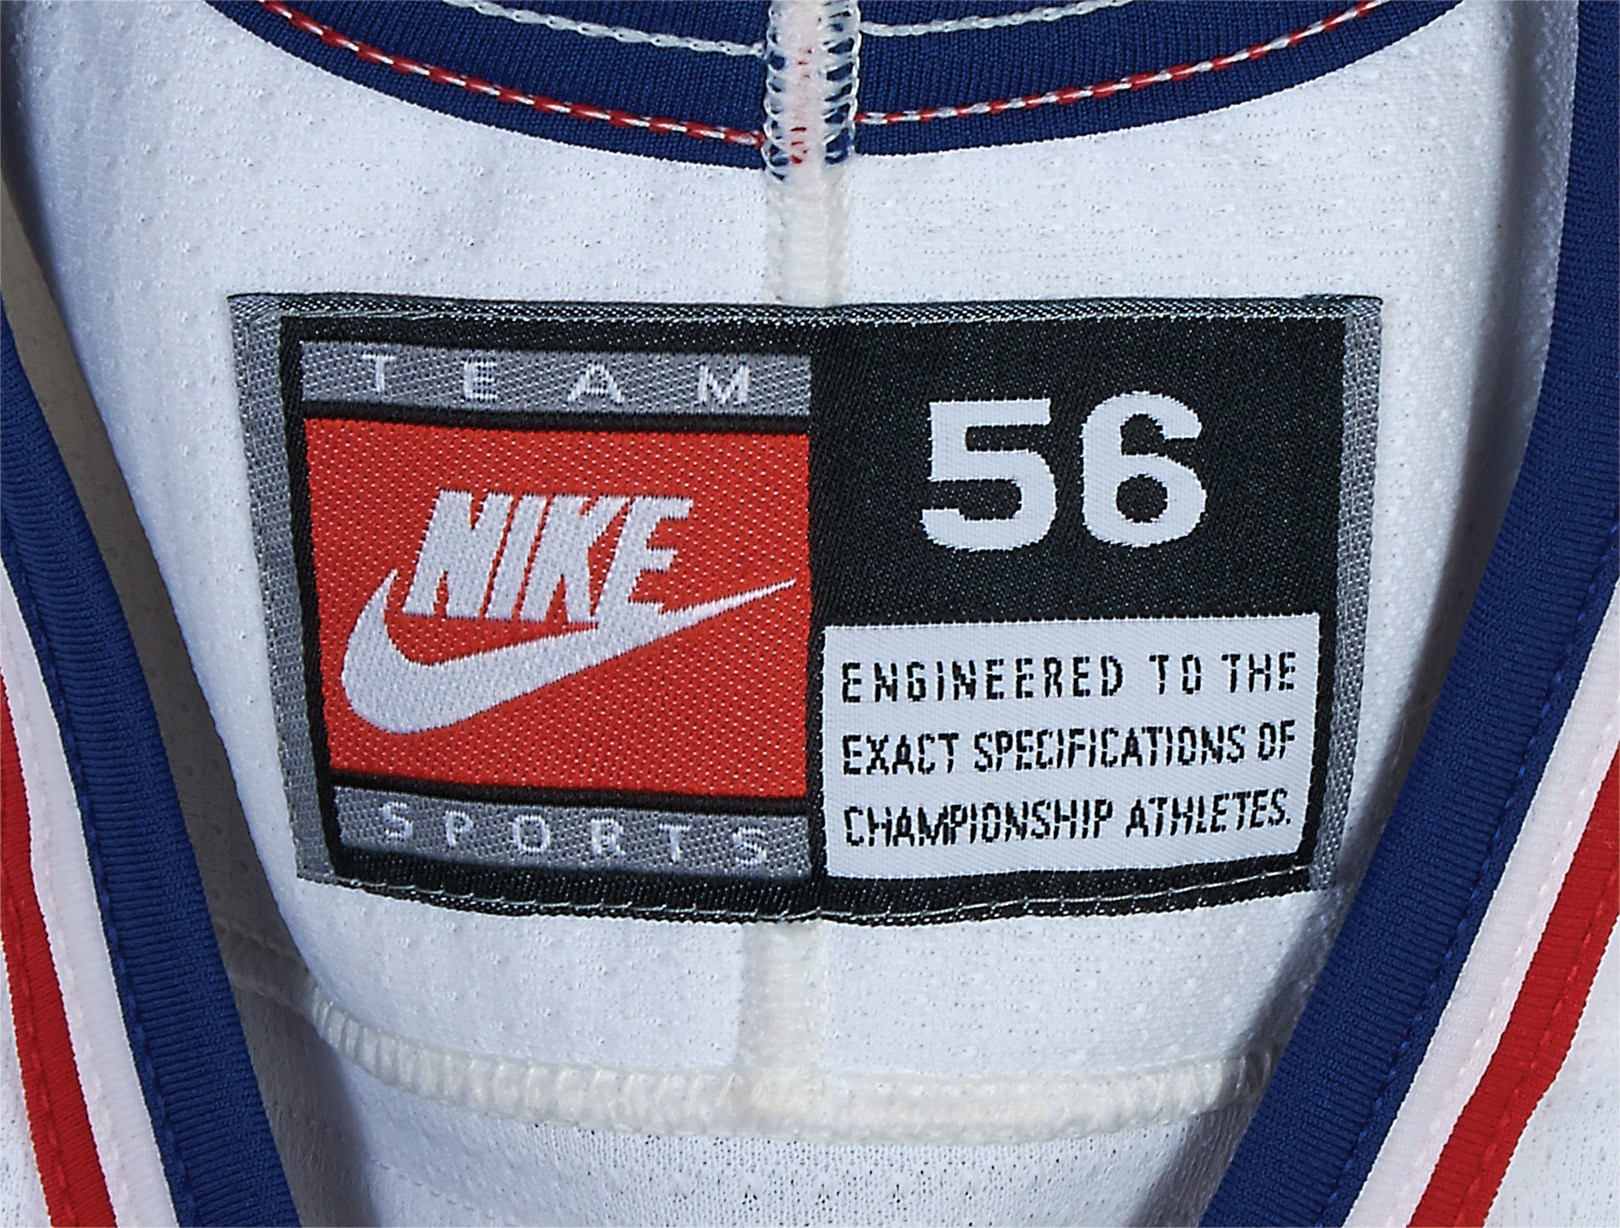 TEAM
NIKE
SPORTS
56
ENGINEERED TO THE
EXACT SPECIFICATIONS OF
CHAMPIONSHIP ATHLETES.